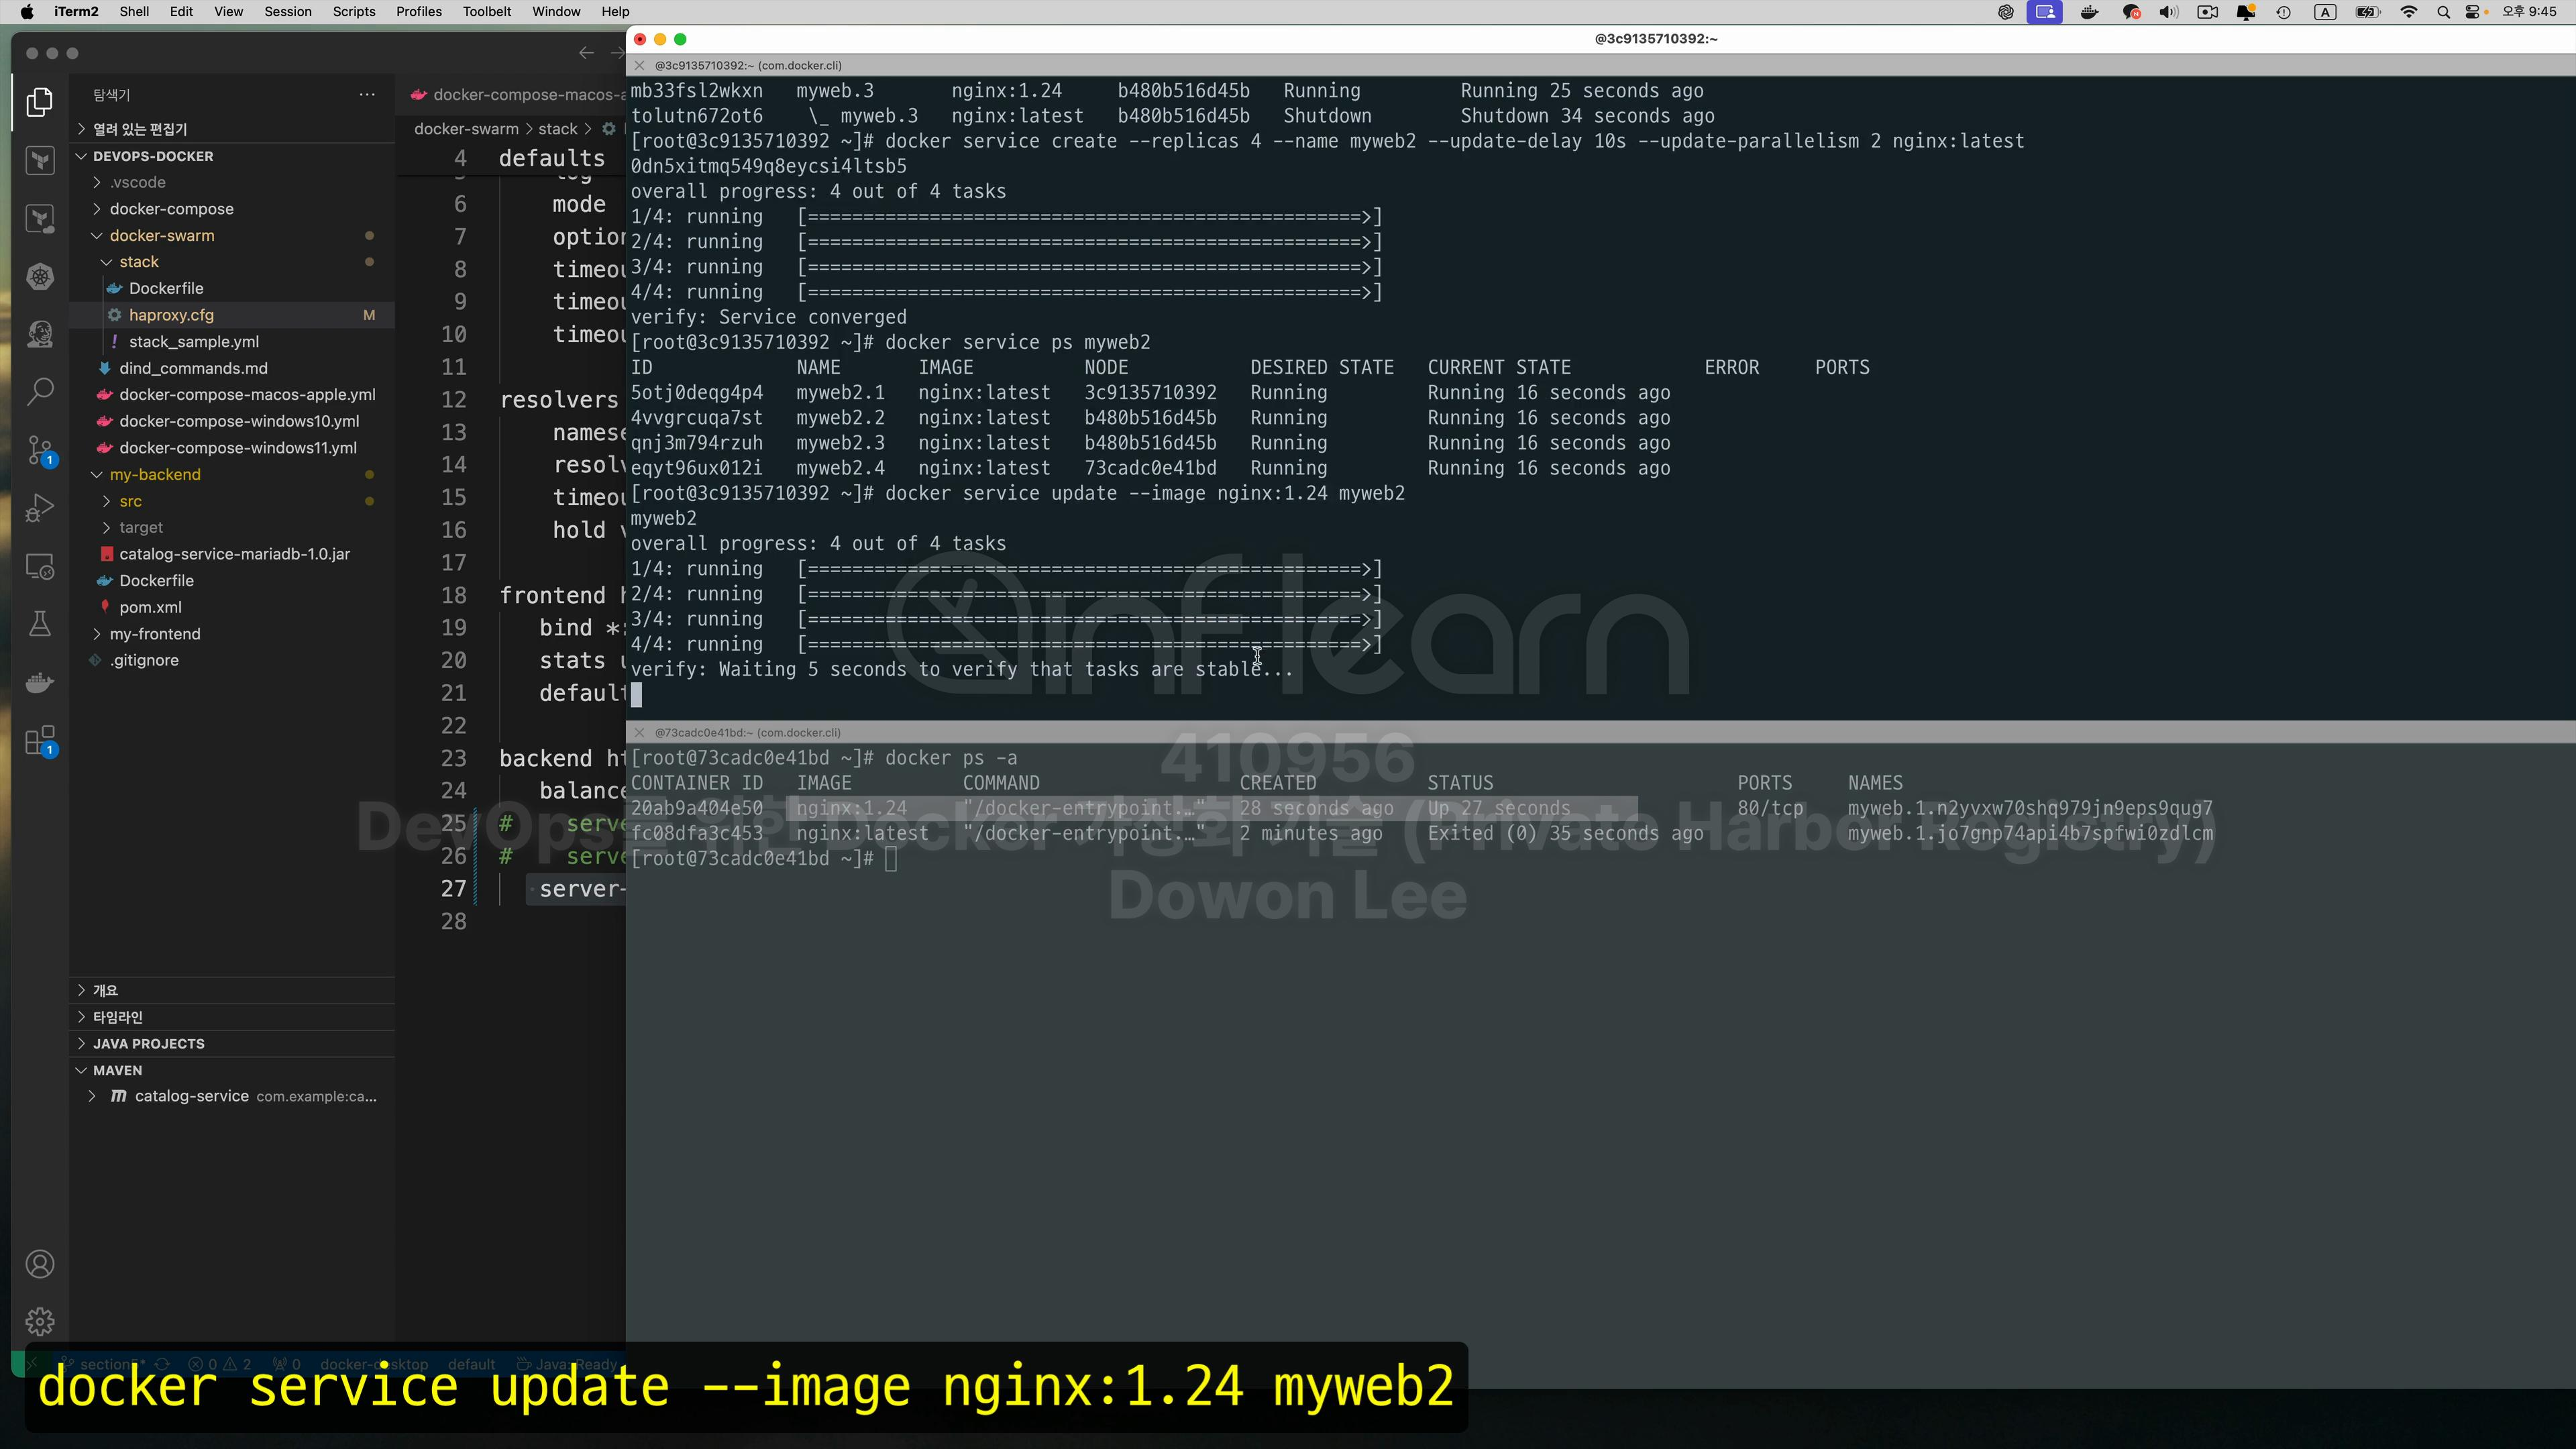 iTerm2 Shell Edit View Session Scripts Profiles Toolbelt Window Help
A 오후 9:45
@3c9135710392:~
@3c9135710392:~ (com.docker.cli)
탐색기
열려 있는 편집기
DEVOPS-DOCKER
.vscode
docker-compose
docker-swarm
stack
Dockerfile
haproxy.cfg M
stack_sample.yml
dind_commands.md
docker-compose-macos-apple.yml
docker-compose-windows10.yml
docker-compose-windows11.yml
my-backend
src
target
catalog-service-mariadb-1.0.jar
Dockerfile
pom.xml
my-frontend
.gitignore
개요
타임라인
JAVA PROJECTS
MAVEN
catalog-service com.example:ca...
1
1
docker-compose-macos-a
docker-swarm > stack >
4 defaults
6 mode
7 option
8 timeou
9 timeou
10 timeou
11
12 resolvers
13 namese
14 resolv
15 timeou
16 hold v
17
18 frontend h
19 bind *:
20 stats u
21 default
22
23 backend ht
24 balance
25 # serve
26 # serve
27 server-
28
mb33fsl2wkxn myweb.3 nginx:1.24 b480b516d45b Running Running 25 seconds ago
tolutn672ot6 \_ myweb.3 nginx:latest b480b516d45b Shutdown Shutdown 34 seconds ago
[root@3c9135710392 ~]# docker service create --replicas 4 --name myweb2 --update-delay 10s --update-parallelism 2 nginx:latest
0dn5xitmq549q8eycsi4ltsb5
overall progress: 4 out of 4 tasks
1/4: running [==================================================>]
2/4: running [==================================================>]
3/4: running [==================================================>]
4/4: running [==================================================>]
verify: Service converged
[root@3c9135710392 ~]# docker service ps myweb2
ID NAME IMAGE NODE DESIRED STATE CURRENT STATE ERROR PORTS
5otj0deqg4p4 myweb2.1 nginx:latest 3c9135710392 Running Running 16 seconds ago
4vvgrcuqa7st myweb2.2 nginx:latest b480b516d45b Running Running 16 seconds ago
qnj3m794rzuh myweb2.3 nginx:latest b480b516d45b Running Running 16 seconds ago
eqyt96ux012i myweb2.4 nginx:latest 73cadc0e41bd Running Running 16 seconds ago
[root@3c9135710392 ~]# docker service update --image nginx:1.24 myweb2
myweb2
overall progress: 4 out of 4 tasks
1/4: running [==================================================>]
2/4: running [==================================================>]
3/4: running [==================================================>]
4/4: running [==================================================>]
verify: Waiting 5 seconds to verify that tasks are stable...
inflearn
@73cadc0e41bd:~ (com.docker.cli)
[root@73cadc0e41bd ~]# docker ps -a
CONTAINER ID IMAGE COMMAND CREATED STATUS PORTS NAMES
20ab9a404e50 nginx:1.24 "/docker-entrypoint.…" 28 seconds ago Up 27 seconds 80/tcp myweb.1.n2yvxw70shq979jn9eps9qug7
fc08dfa3c453 nginx:latest "/docker-entrypoint.…" 2 minutes ago Exited (0) 35 seconds ago myweb.1.jo7gnp74api4b7spfwi0zdlcm
[root@73cadc0e41bd ~]#
410956
DevOps를 위한 Docker 가상화 기술 (Private Harbor Registry)
Dowon Lee
section5* 0 2 0 docker-desktop default Java: Ready
docker service update --image nginx:1.24 myweb2